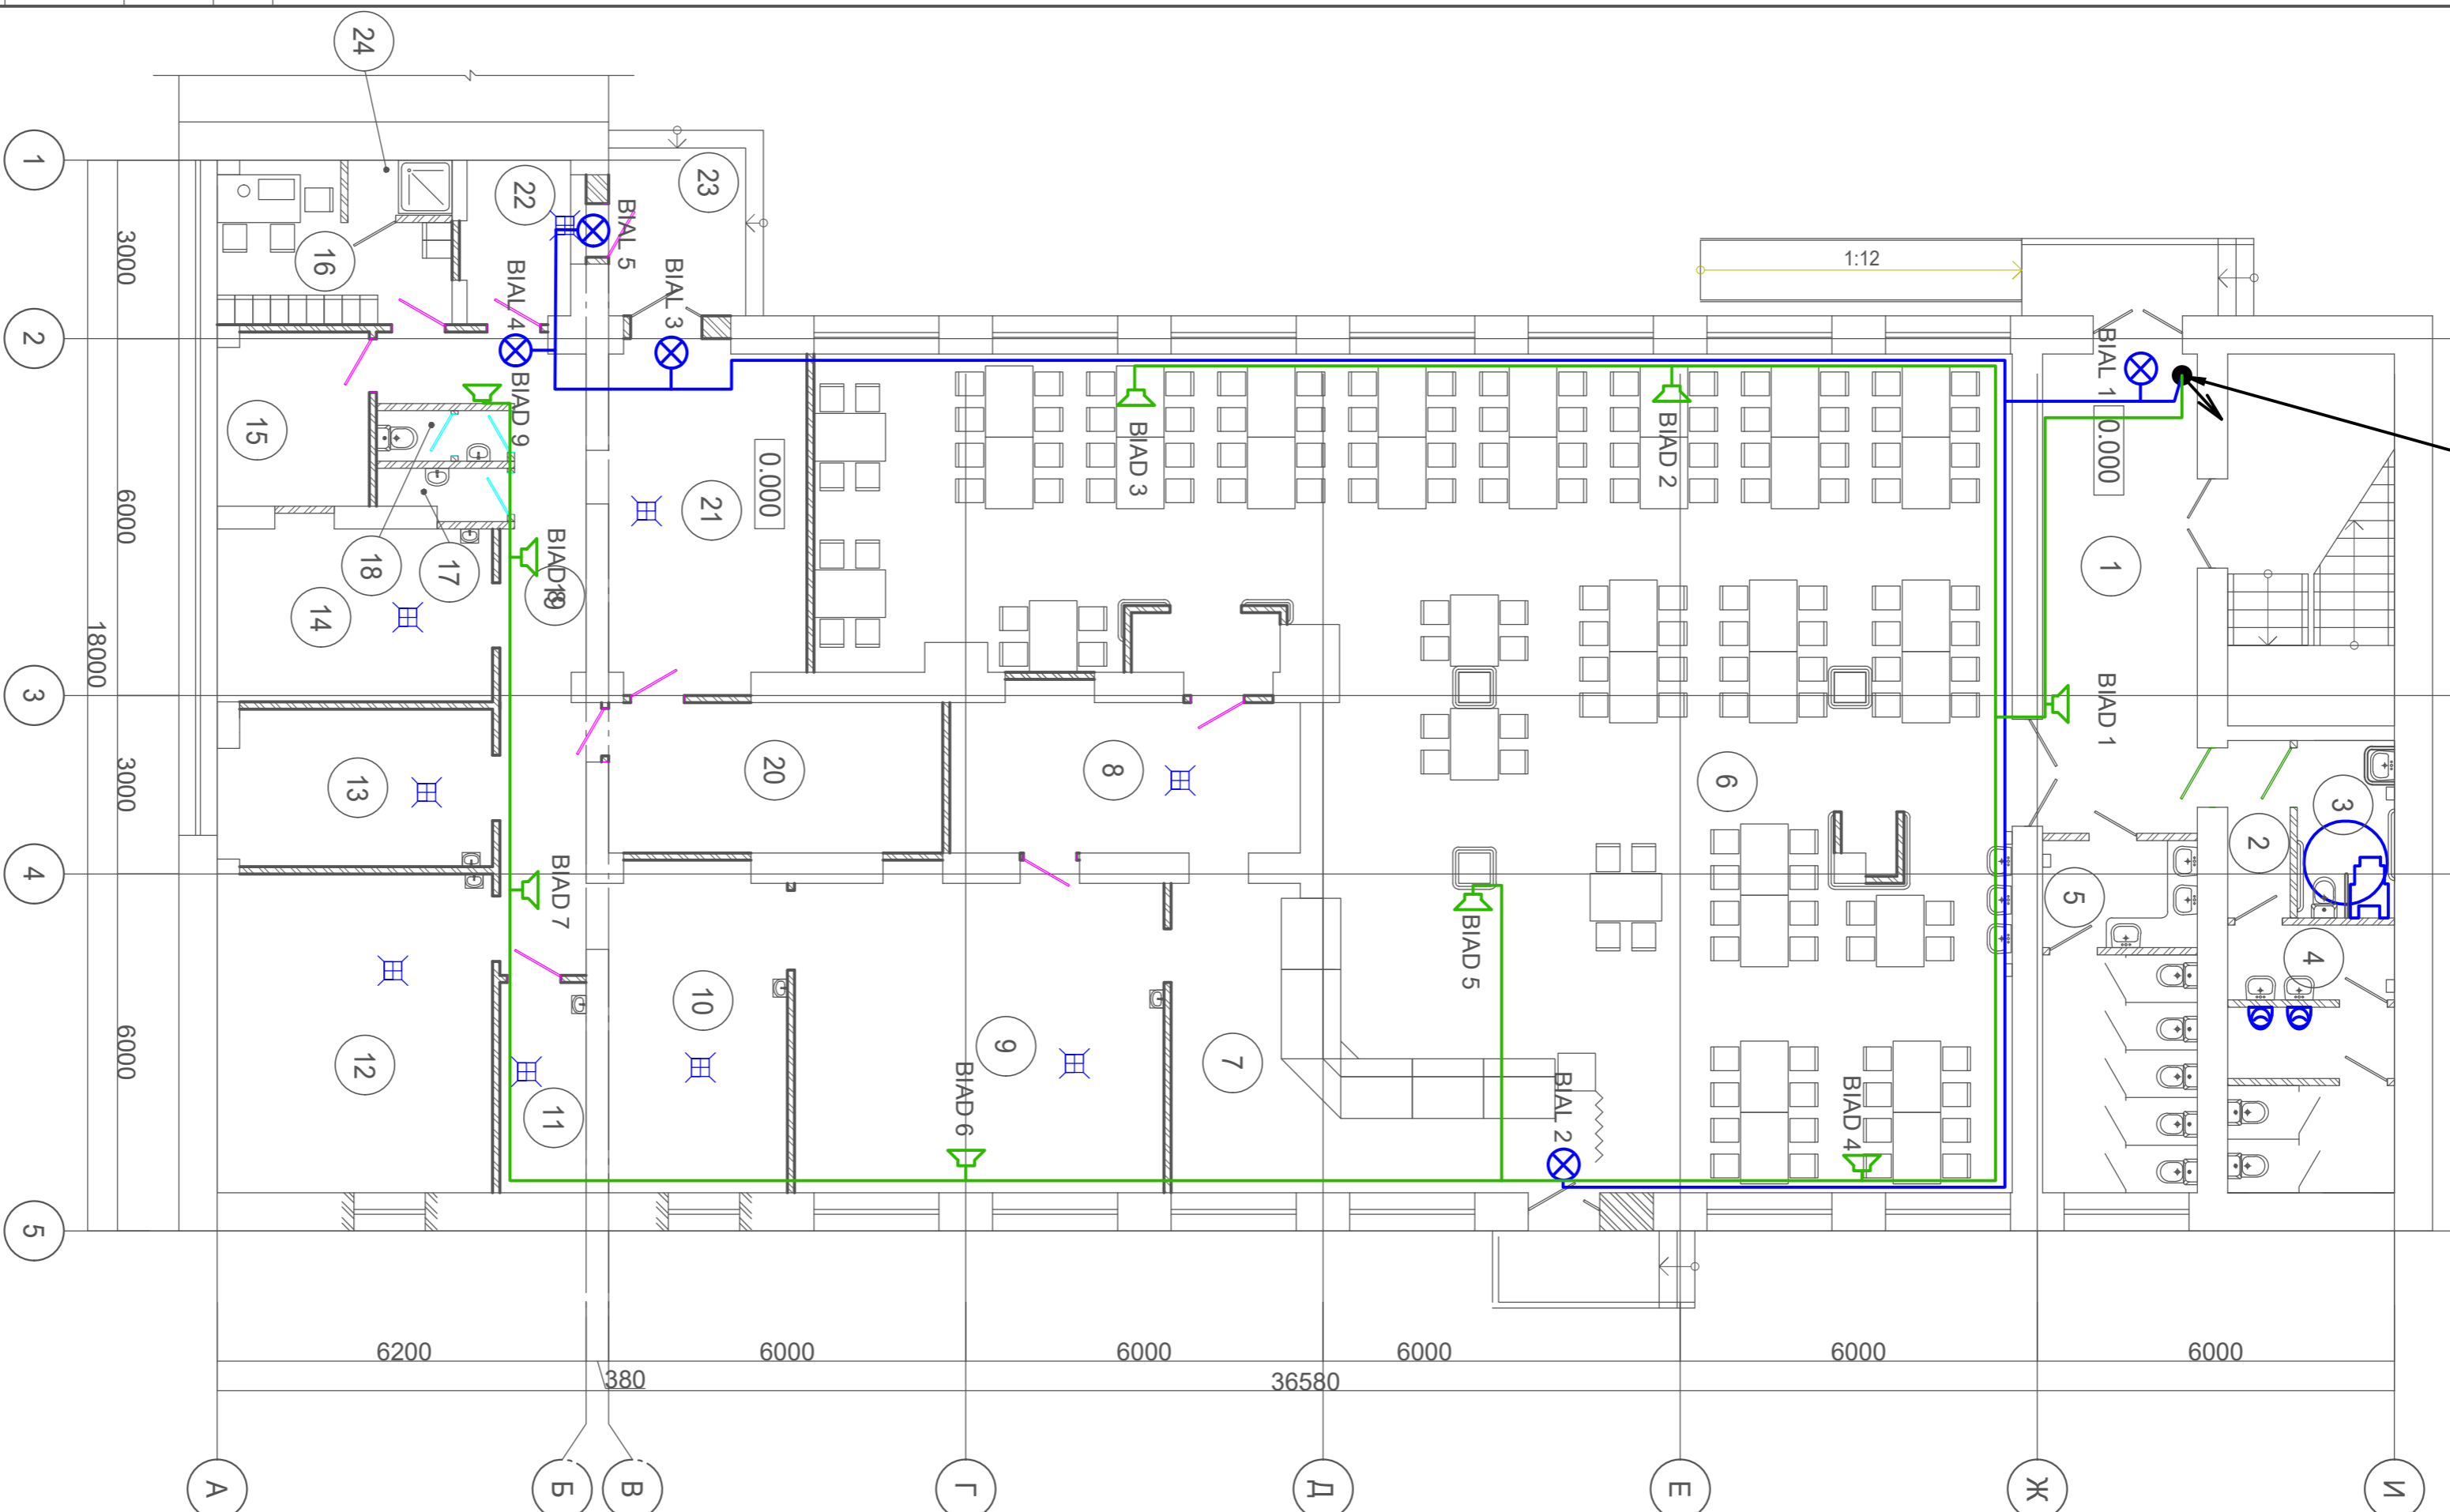 24
1
2
3
4
5
3000
6000
3000
6000
18000
22
23
16
BIAL 5
BIAL 4
BIAL 3
1:12
BIAL 1
0.000
15
BIAD 9
0.000
21
BIAD 3
BIAD 2
18
17
14
BIAD 8
19
1
BIAD 1
13
20
8
6
3
2
5
4
BIAD 7
BIAD 5
12
11
10
9
7
BIAD 6
BIAL 2
BIAD 4
6200
380
6000
6000
6000
6000
6000
36580
А
Б
В
Г
Д
Е
Ж
И